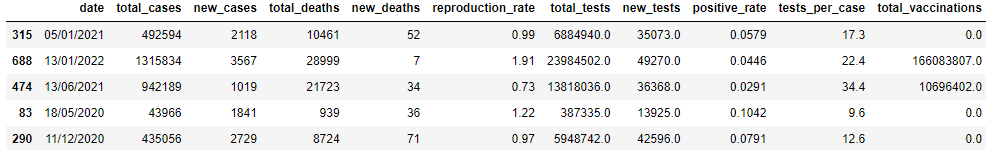 date total_cases new_cases total_deaths new_deaths reproduction_rate total_tests new_tests positive_rate tests_per_case total_vaccinations
315 05/01/2021 492594 2118 10461 52 0.99 6884940.0 35073.0 0.0579 17.3 0.0
688 13/01/2022 1315834 3567 28999 7 1.91 23984502.0 49270.0 0.0446 22.4 166083807.0
474 13/06/2021 942189 1019 21723 34 0.73 13818036.0 36368.0 0.0291 34.4 10696402.0
83 18/05/2020 43966 1841 939 36 1.22 387335.0 13925.0 0.1042 9.6 0.0
290 11/12/2020 435056 2729 8724 71 0.97 5948742.0 42596.0 0.0791 12.6 0.0